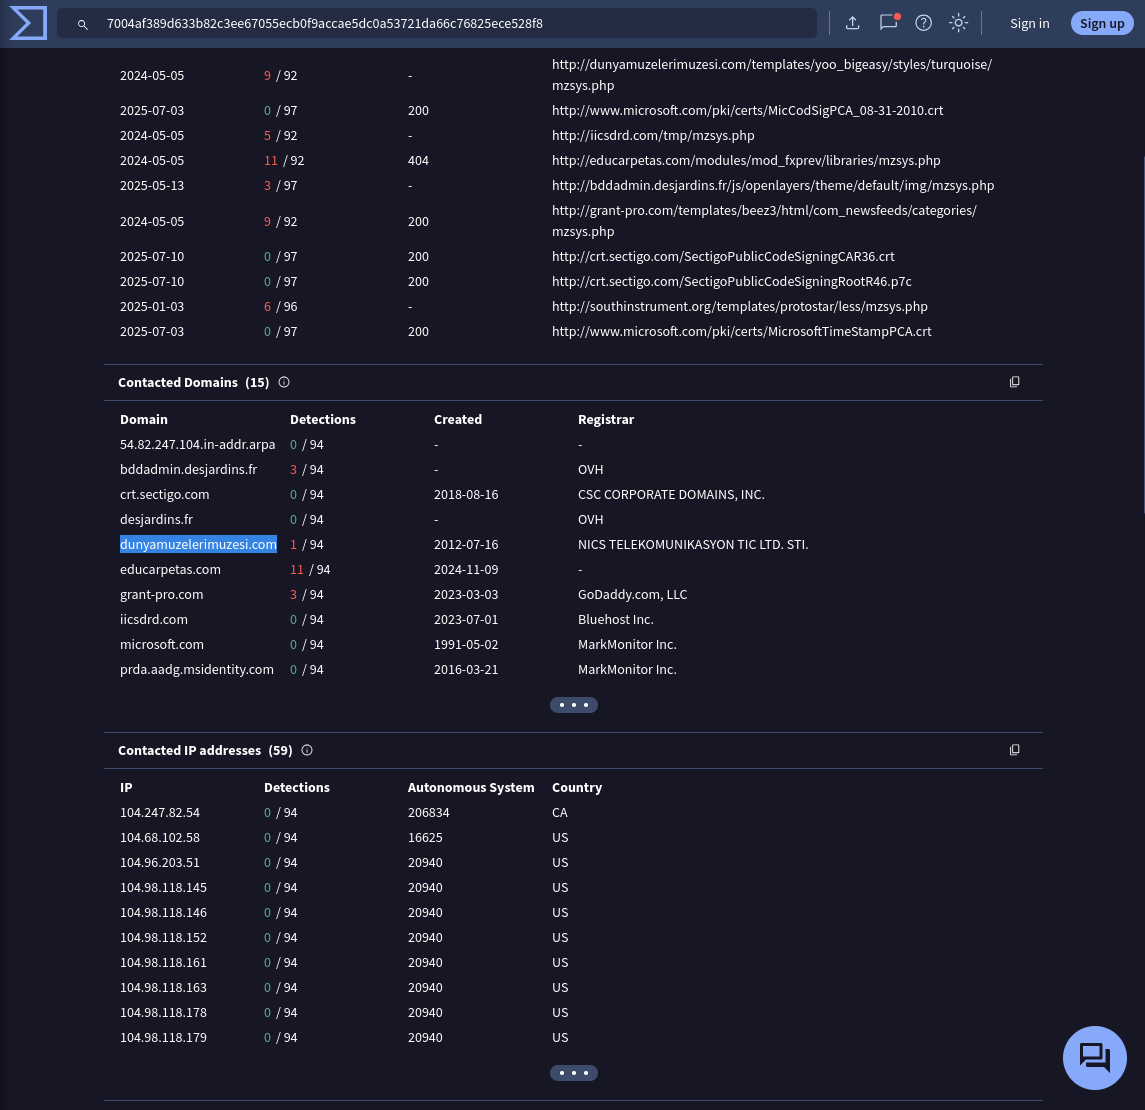 7004af389d633b82c3ee67055ecb0f9accae5dc0a53721da66c76825ece528f8
Sign in
Sign up
2024-05-05 9 / 92 - http://dunyamuzelerimuzesi.com/templates/yoo_bigeasy/styles/turquoise/
mzsys.php
2025-07-03 0 / 97 200 http://www.microsoft.com/pki/certs/MicCodSigPCA_08-31-2010.crt
2024-05-05 5 / 92 - http://iicsdrd.com/tmp/mzsys.php
2024-05-05 11 / 92 404 http://educarpetas.com/modules/mod_fxprev/libraries/mzsys.php
2025-05-13 3 / 97 - http://bddadmin.desjardins.fr/js/openlayers/theme/default/img/mzsys.php
2024-05-05 9 / 92 200 http://grant-pro.com/templates/beez3/html/com_newsfeeds/categories/
mzsys.php
2025-07-10 0 / 97 200 http://crt.sectigo.com/SectigoPublicCodeSigningCAR36.crt
2025-07-10 0 / 97 200 http://crt.sectigo.com/SectigoPublicCodeSigningRootR46.p7c
2025-01-03 6 / 96 - http://southinstrument.org/templates/protostar/less/mzsys.php
2025-07-03 0 / 97 200 http://www.microsoft.com/pki/certs/MicrosoftTimeStampPCA.crt
Contacted Domains (15)
Domain Detections Created Registrar
54.82.247.104.in-addr.arpa 0 / 94 - -
bddadmin.desjardins.fr 3 / 94 - OVH
crt.sectigo.com 0 / 94 2018-08-16 CSC CORPORATE DOMAINS, INC.
desjardins.fr 0 / 94 - OVH
dunyamuzelerimuzesi.com 1 / 94 2012-07-16 NICS TELEKOMUNIKASYON TIC LTD. STI.
educarpetas.com 11 / 94 2024-11-09 -
grant-pro.com 3 / 94 2023-03-03 GoDaddy.com, LLC
iicsdrd.com 0 / 94 2023-07-01 Bluehost Inc.
microsoft.com 0 / 94 1991-05-02 MarkMonitor Inc.
prda.aadg.msidentity.com 0 / 94 2016-03-21 MarkMonitor Inc.
Contacted IP addresses (59)
IP Detections Autonomous System Country
104.247.82.54 0 / 94 206834 CA
104.68.102.58 0 / 94 16625 US
104.96.203.51 0 / 94 20940 US
104.98.118.145 0 / 94 20940 US
104.98.118.146 0 / 94 20940 US
104.98.118.152 0 / 94 20940 US
104.98.118.161 0 / 94 20940 US
104.98.118.163 0 / 94 20940 US
104.98.118.178 0 / 94 20940 US
104.98.118.179 0 / 94 20940 US